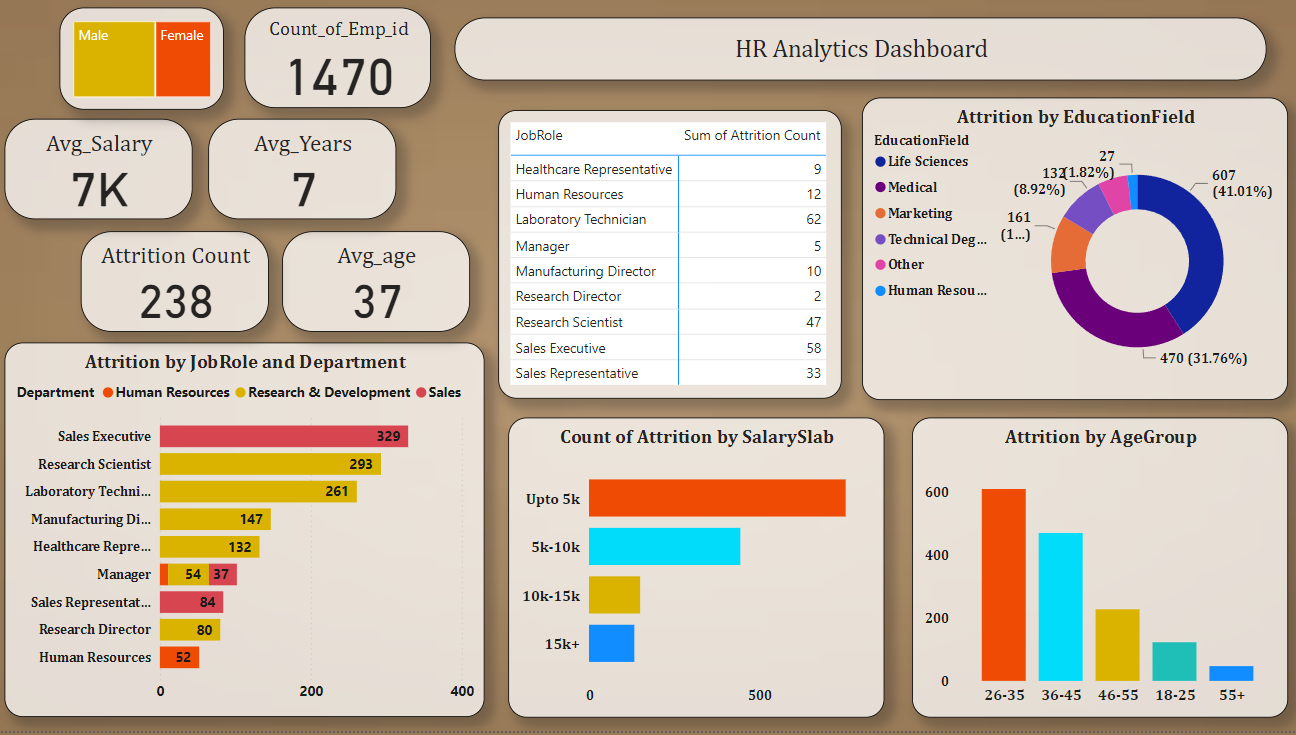 Male Female
Count_of_Emp_id
1470
HR Analytics Dashboard
Avg_Salary
7K
Avg_Years
7
Attrition Count
238
Avg_age
37
JobRole Sum of Attrition Count
Healthcare Representative 9
Human Resources 12
Laboratory Technician 62
Manager 5
Manufacturing Director 10
Research Director 2
Research Scientist 47
Sales Executive 58
Sales Representative 33
Attrition by EducationField
EducationField
Life Sciences
Medical
Marketing
Technical Deg...
Other
Human Resou...
607
(41.01%)
470 (31.76%)
161
(1...)
132
(8.92%)
27
(1.82%)
Attrition by JobRole and Department
Department Human Resources Research & Development Sales
Sales Executive 329
Research Scientist 293
Laboratory Techni... 261
Manufacturing Di... 147
Healthcare Repre... 132
Manager 54 37
Sales Representat... 84
Research Director 80
Human Resources 52
0 200 400
Count of Attrition by SalarySlab
Upto 5k
5k-10k
10k-15k
15k+
0 500
Attrition by AgeGroup
600
400
200
0
26-35 36-45 46-55 18-25 55+